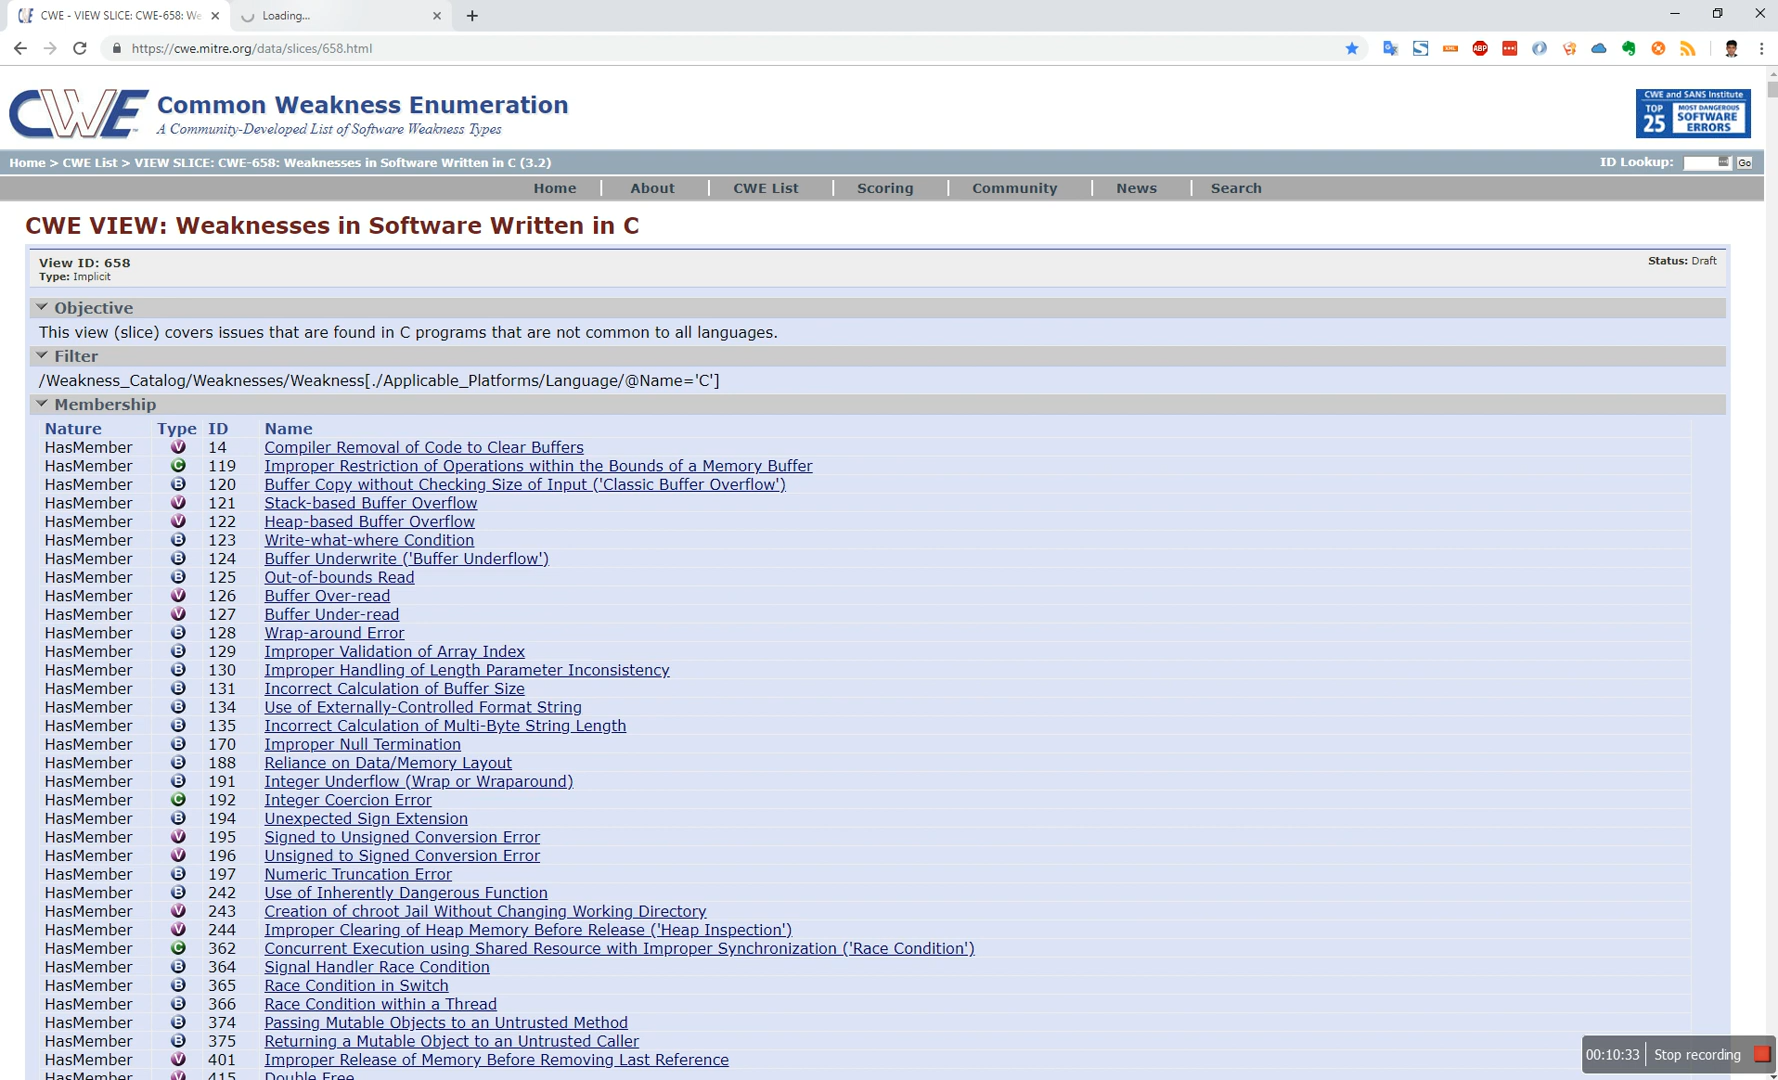 CWE - VIEW SLICE: CWE-658: We
Loading...
https://cwe.mitre.org/data/slices/658.html
CWE
Common Weakness Enumeration
A Community-Developed List of Software Weakness Types
CWE and SANS Institute
TOP 25
MOST DANGEROUS
SOFTWARE
ERRORS
Home > CWE List > VIEW SLICE: CWE-658: Weaknesses in Software Written in C (3.2)
ID Lookup: Go
Home About CWE List Scoring Community News Search
CWE VIEW: Weaknesses in Software Written in C
View ID: 658
Status: Draft
Type: Implicit
Objective
This view (slice) covers issues that are found in C programs that are not common to all languages.
Filter
/Weakness_Catalog/Weaknesses/Weakness[./Applicable_Platforms/Language/@Name='C']
Membership
Nature Type ID Name
HasMember V 14 Compiler Removal of Code to Clear Buffers
HasMember C 119 Improper Restriction of Operations within the Bounds of a Memory Buffer
HasMember B 120 Buffer Copy without Checking Size of Input ('Classic Buffer Overflow')
HasMember V 121 Stack-based Buffer Overflow
HasMember V 122 Heap-based Buffer Overflow
HasMember B 123 Write-what-where Condition
HasMember B 124 Buffer Underwrite ('Buffer Underflow')
HasMember B 125 Out-of-bounds Read
HasMember V 126 Buffer Over-read
HasMember V 127 Buffer Under-read
HasMember B 128 Wrap-around Error
HasMember B 129 Improper Validation of Array Index
HasMember B 130 Improper Handling of Length Parameter Inconsistency
HasMember B 131 Incorrect Calculation of Buffer Size
HasMember B 134 Use of Externally-Controlled Format String
HasMember B 135 Incorrect Calculation of Multi-Byte String Length
HasMember B 170 Improper Null Termination
HasMember B 188 Reliance on Data/Memory Layout
HasMember B 191 Integer Underflow (Wrap or Wraparound)
HasMember C 192 Integer Coercion Error
HasMember B 194 Unexpected Sign Extension
HasMember V 195 Signed to Unsigned Conversion Error
HasMember V 196 Unsigned to Signed Conversion Error
HasMember B 197 Numeric Truncation Error
HasMember B 242 Use of Inherently Dangerous Function
HasMember V 243 Creation of chroot Jail Without Changing Working Directory
HasMember V 244 Improper Clearing of Heap Memory Before Release ('Heap Inspection')
HasMember C 362 Concurrent Execution using Shared Resource with Improper Synchronization ('Race Condition')
HasMember B 364 Signal Handler Race Condition
HasMember B 365 Race Condition in Switch
HasMember B 366 Race Condition within a Thread
HasMember B 374 Passing Mutable Objects to an Untrusted Method
HasMember B 375 Returning a Mutable Object to an Untrusted Caller
HasMember V 401 Improper Release of Memory Before Removing Last Reference
HasMember V 415 Double Free
00:10:33 Stop recording